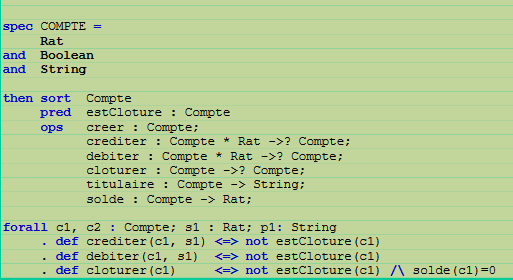 spec COMPTE =
Rat
and Boolean
and String
then sort Compte
pred estCloture : Compte
ops creer : Compte;
crediter : Compte * Rat ->? Compte;
debiter : Compte * Rat ->? Compte;
cloturer : Compte ->? Compte;
titulaire : Compte -> String;
solde : Compte -> Rat;
forall c1, c2 : Compte; s1 : Rat; p1: String
. def crediter(c1, s1) <=> not estCloture(c1)
. def debiter(c1, s1) <=> not estCloture(c1)
. def cloturer(c1) <=> not estCloture(c1) /\ solde(c1)=0